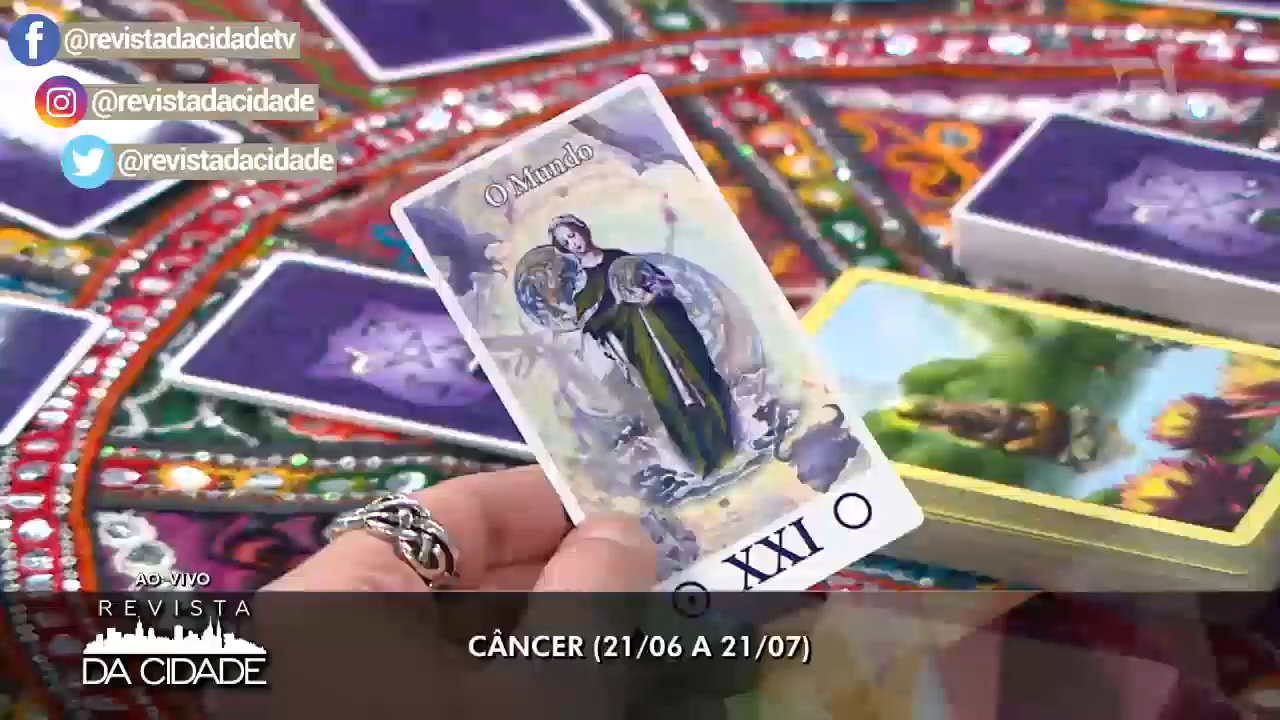 @revistadacidadetv
@revistadacidade
@revistadacidade
O Mundo
XXI
AO VIVO
REVISTA
DA CIDADE
CÂNCER (21/06 A 21/07)